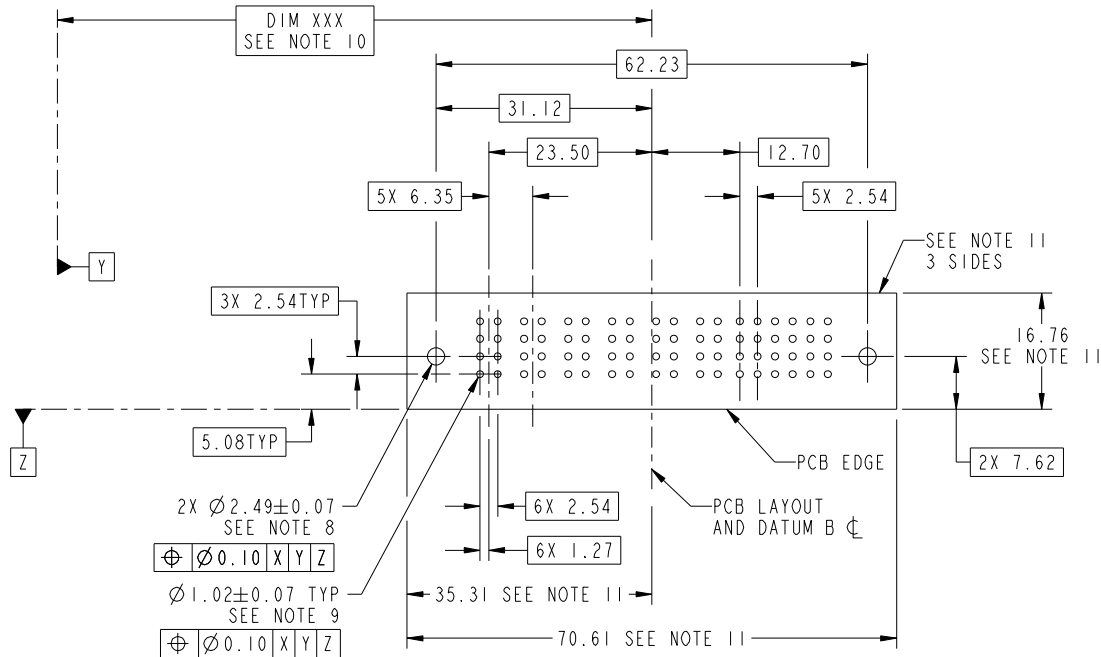 DIM XXX
SEE NOTE 10
62.23
31.12
23.50
12.70
5X 6.35
5X 2.54
SEE NOTE 11
3 SIDES
Y
3X 2.54TYP
16.76
SEE NOTE 11
5.08TYP
Z
PCB EDGE
2X 7.62
2X Ø2.49±0.07
SEE NOTE 8
⌖ Ø0.10 X Y Z
6X 2.54
PCB LAYOUT
AND DATUM B ℄
6X 1.27
Ø1.02±0.07 TYP
SEE NOTE 9
⌖ Ø0.10 X Y Z
35.31 SEE NOTE 11
70.61 SEE NOTE 11